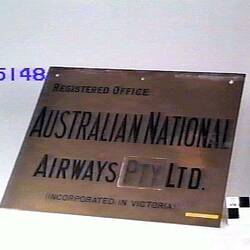 5148
REGISTERED OFFICE
AUSTRALIAN NATIONAL
AIRWAYS PTY LTD.
(INCORPORATED IN VICTORIA)